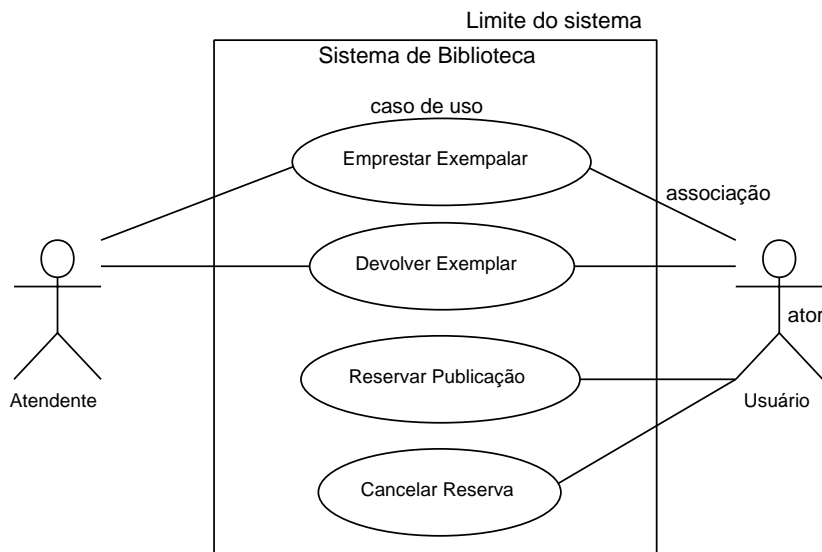 Limite do sistema
Sistema de Biblioteca
caso de uso
Emprestar Exempalar
associação
Devolver Exemplar
ator
Reservar Publicação
Atendente
Usuário
Cancelar Reserva